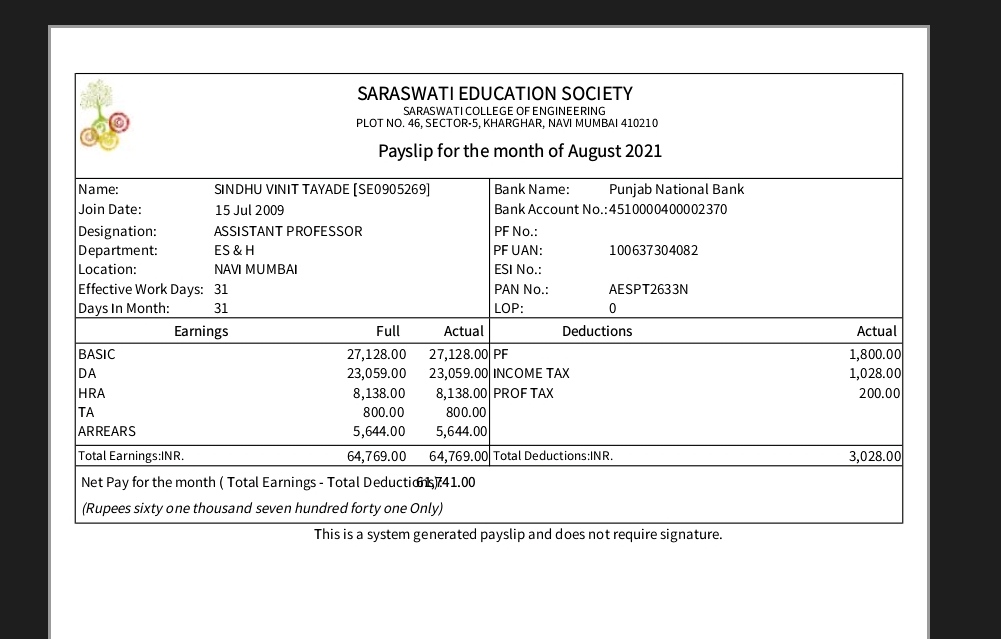 SARASWATI EDUCATION SOCIETY
SARASWATI COLLEGE OF ENGINEERING
PLOT NO. 46, SECTOR-5, KHARGHAR, NAVI MUMBAI 410210
Payslip for the month of August 2021
Name: SINDHU VINIT TAYADE [SE0905269] Bank Name: Punjab National Bank
Join Date: 15 Jul 2009 Bank Account No.:4510000400002370
Designation: ASSISTANT PROFESSOR PF No.:
Department: ES & H PF UAN: 100637304082
Location: NAVI MUMBAI ESI No.:
Effective Work Days: 31 PAN No.: AESPT2633N
Days In Month: 31 LOP: 0
Earnings Full Actual Deductions Actual
BASIC 27,128.00 27,128.00 PF 1,800.00
DA 23,059.00 23,059.00 INCOME TAX 1,028.00
HRA 8,138.00 8,138.00 PROF TAX 200.00
TA 800.00 800.00
ARREARS 5,644.00 5,644.00
Total Earnings:INR. 64,769.00 64,769.00 Total Deductions:INR. 3,028.00
Net Pay for the month ( Total Earnings - Total Deductions): 61,741.00
(Rupees sixty one thousand seven hundred forty one Only)
This is a system generated payslip and does not require signature.